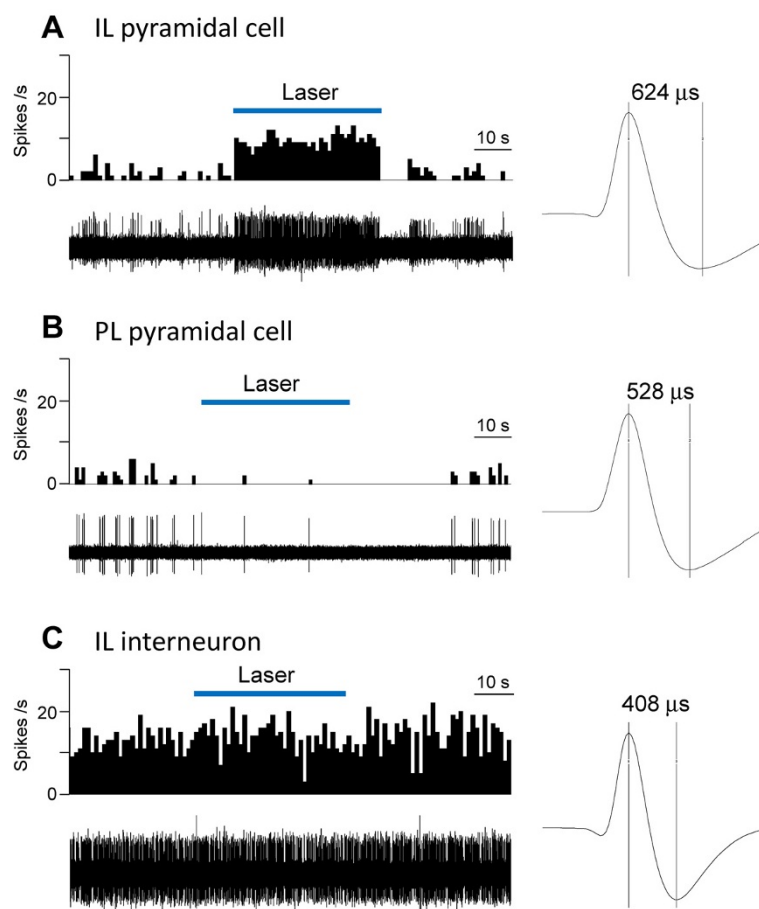 A IL pyramidal cell
Spikes /s
20
0
Laser
10 s
624 μs
B PL pyramidal cell
Spikes /s
20
0
Laser
10 s
528 μs
C IL interneuron
Spikes /s
20
0
Laser
10 s
408 μs